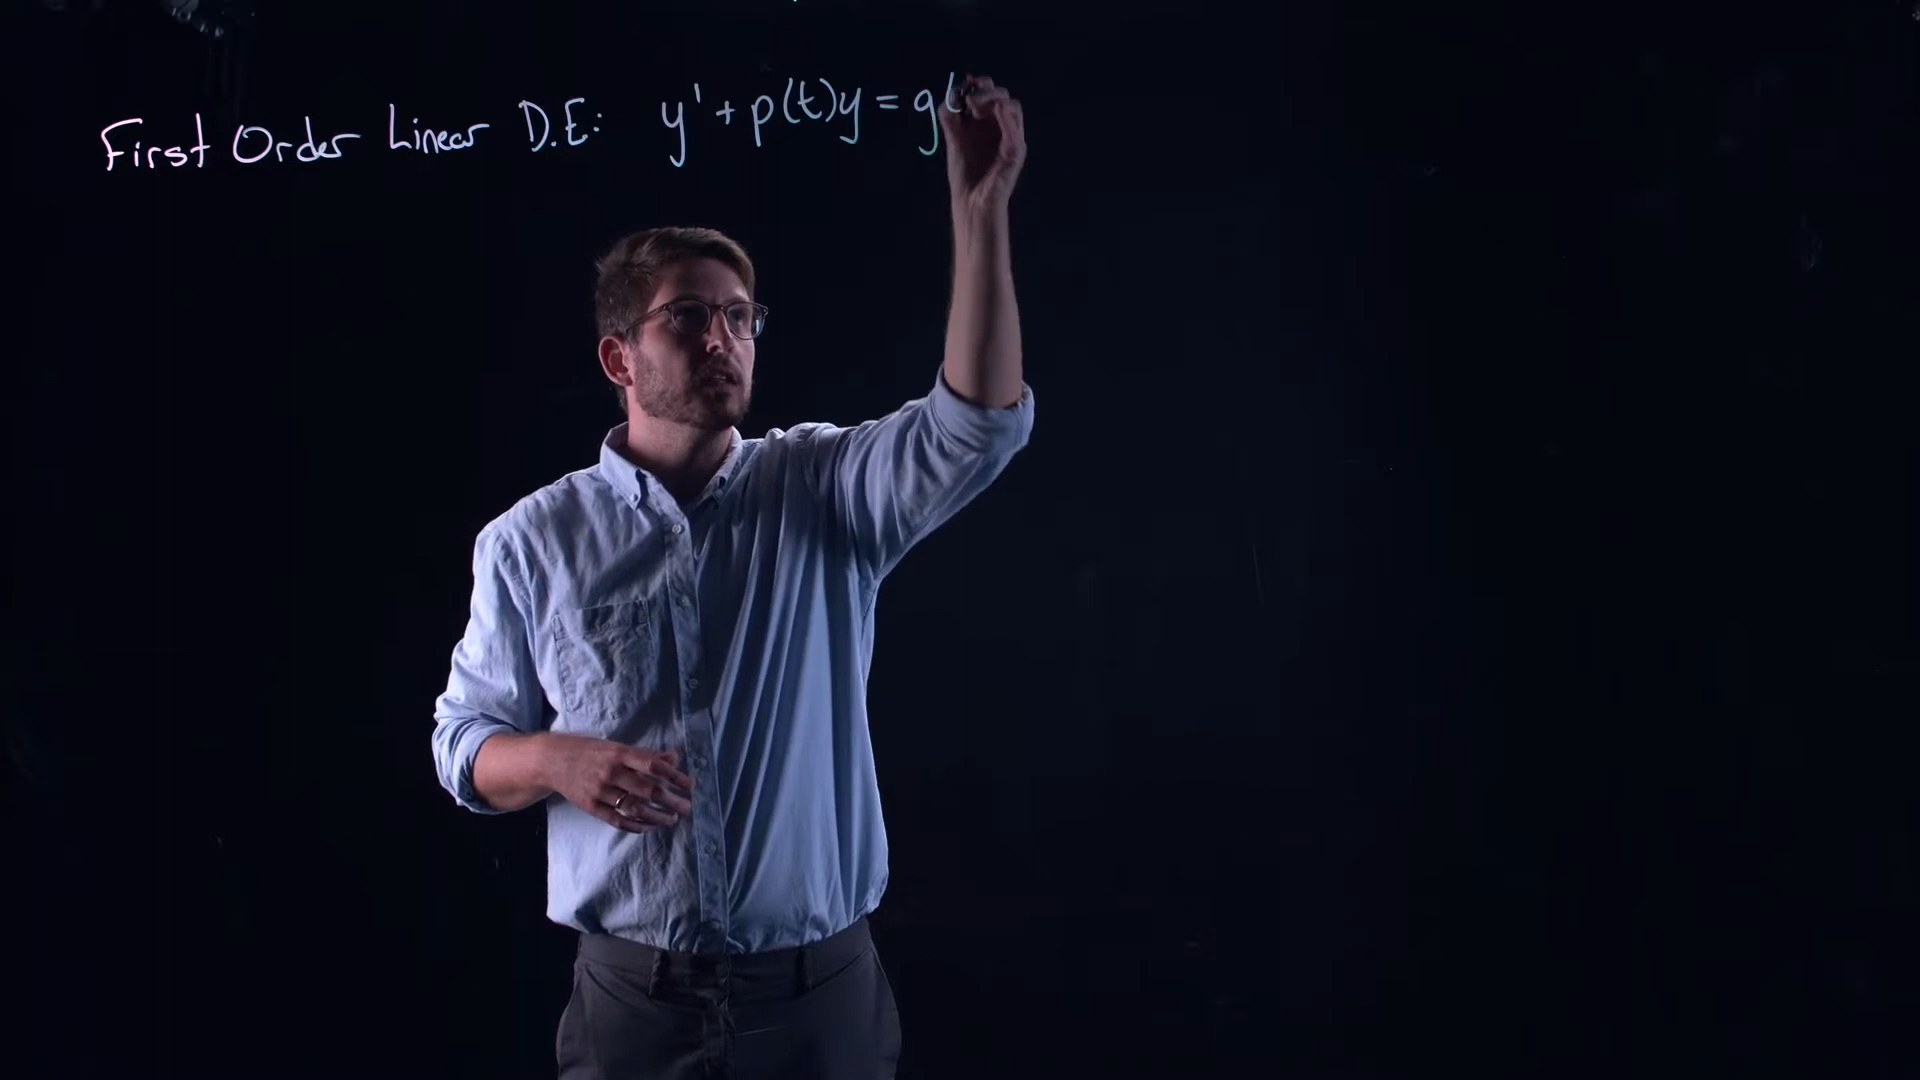 First Order Linear D.E: y' + p(t)y = g(